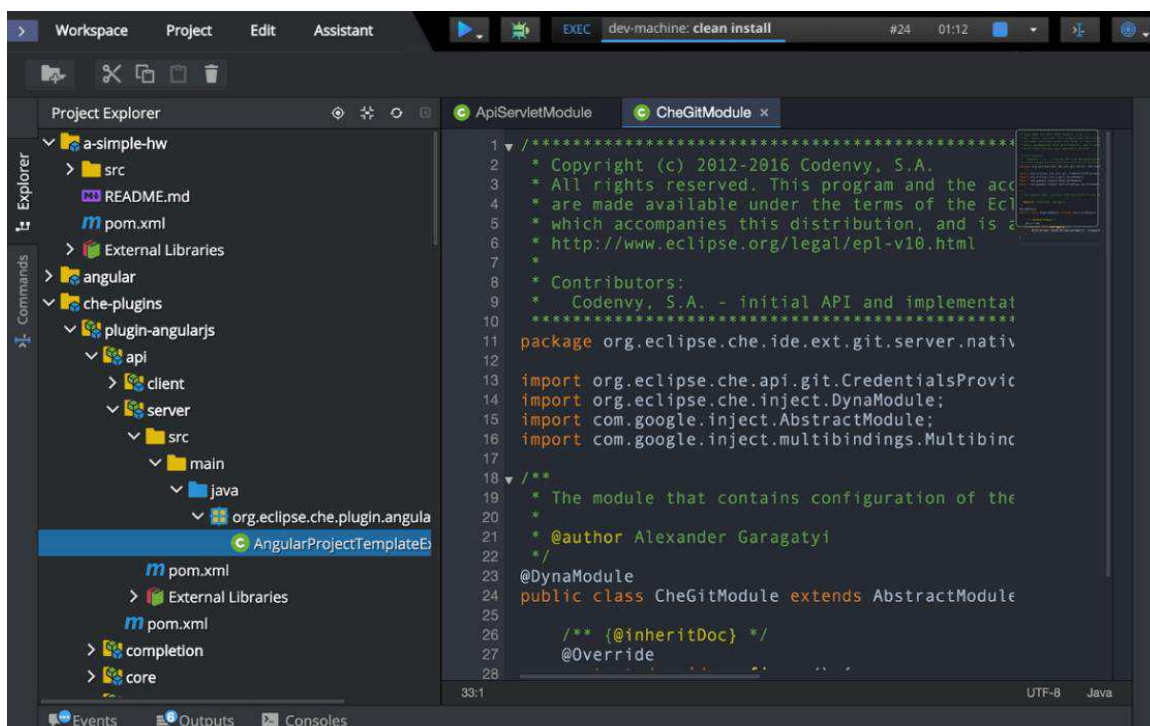 Workspace Project Edit Assistant EXEC dev-machine: clean install #24 01:12
Project Explorer
Explorer
Commands
a-simple-hw
src
README.md
pom.xml
External Libraries
angular
che-plugins
plugin-angularjs
api
client
server
src
main
java
org.eclipse.che.plugin.angula
AngularProjectTemplateEx
pom.xml
External Libraries
pom.xml
completion
core
ApiServletModule CheGitModule ×
1 /****************************************************
2 * Copyright (c) 2012-2016 Codenvy, S.A.
3 * All rights reserved. This program and the acc
4 * are made available under the terms of the Ecl
5 * which accompanies this distribution, and is a
6 * http://www.eclipse.org/legal/epl-v10.html
7 *
8 * Contributors:
9 *   Codenvy, S.A. - initial API and implementat
10 ****************************************************
11 package org.eclipse.che.ide.ext.git.server.nativ
12
13 import org.eclipse.che.api.git.CredentialsProvic
14 import org.eclipse.che.inject.DynaModule;
15 import com.google.inject.AbstractModule;
16 import com.google.inject.multibindings.Multibind
17
18 /**
19 * The module that contains configuration of the
20 *
21 * @author Alexander Garagatyi
22 */
23 @DynaModule
24 public class CheGitModule extends AbstractModule
25
26 /** {@inheritDoc} */
27 @Override
28
33:1 UTF-8 Java
Events 6 Outputs Consoles